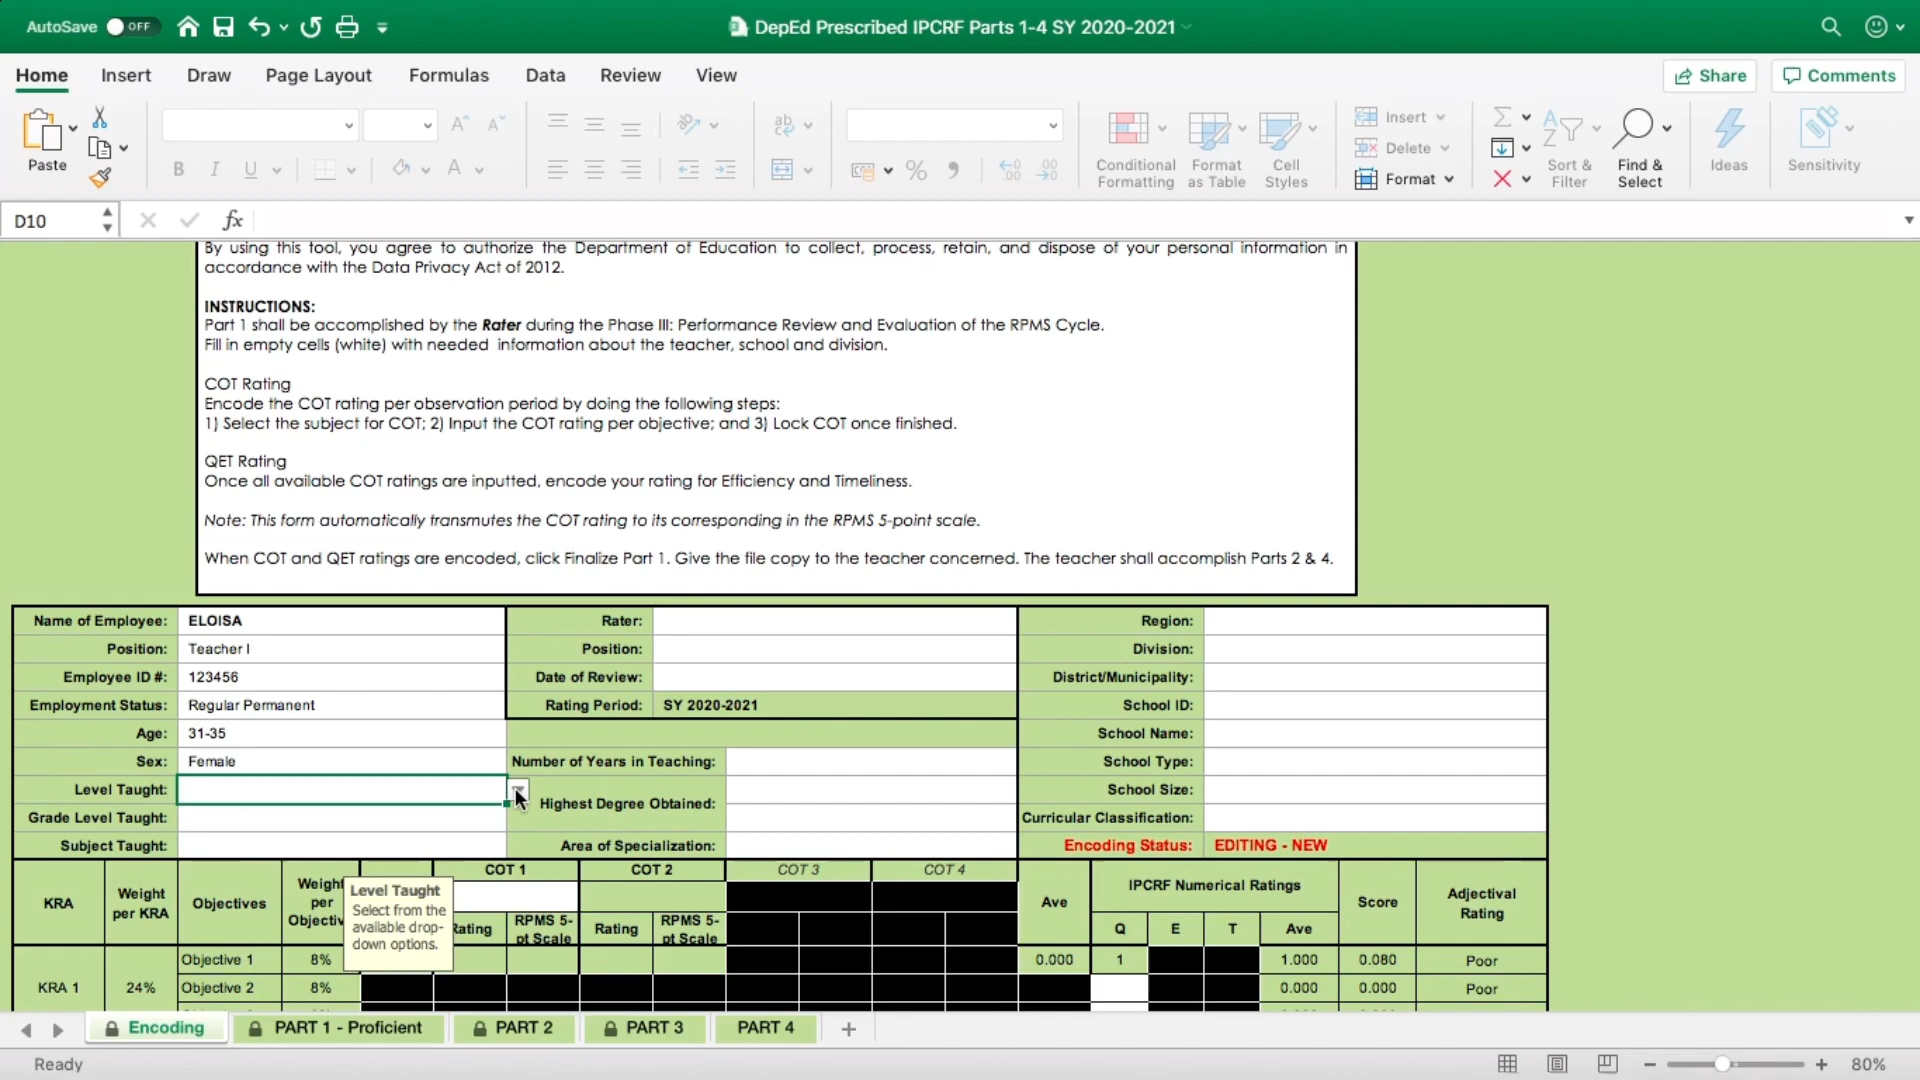 AutoSave OFF
DepEd Prescribed IPCRF Parts 1-4 SY 2020-2021
Home Insert Draw Page Layout Formulas Data Review View
Share Comments
Paste
B I U
A
ab
%
Conditional Formatting
Format as Table
Cell Styles
Insert
Delete
Format
Sort & Filter
Find & Select
Ideas
Sensitivity
D10
fx
By using this tool, you agree to authorize the Department of Education to collect, process, retain, and dispose of your personal information in
accordance with the Data Privacy Act of 2012.
INSTRUCTIONS:
Part 1 shall be accomplished by the Rater during the Phase III: Performance Review and Evaluation of the RPMS Cycle.
Fill in empty cells (white) with needed information about the teacher, school and division.
COT Rating
Encode the COT rating per observation period by doing the following steps:
1) Select the subject for COT; 2) Input the COT rating per objective; and 3) Lock COT once finished.
QET Rating
Once all available COT ratings are inputted, encode your rating for Efficiency and Timeliness.
Note: This form automatically transmutes the COT rating to its corresponding in the RPMS 5-point scale.
When COT and QET ratings are encoded, click Finalize Part 1. Give the file copy to the teacher concerned. The teacher shall accomplish Parts 2 & 4.
Name of Employee: ELOISA Rater: Region:
Position: Teacher I Position: Division:
Employee ID #: 123456 Date of Review: District/Municipality:
Employment Status: Regular Permanent Rating Period: SY 2020-2021 School ID:
Age: 31-35 School Name:
Sex: Female Number of Years in Teaching: School Type:
Level Taught: School Size:
Highest Degree Obtained:
Grade Level Taught: Curricular Classification:
Subject Taught: Area of Specialization: Encoding Status: EDITING - NEW
COT 1 COT 2 COT 3 COT 4
KRA
Weight per KRA
Objectives
Weight per
Level Taught
Select from the
available drop-
down options.
RPMS 5-
pt Scale
Rating
RPMS 5-
pt Scale
Ave
IPCRF Numerical Ratings
Q E T Ave
Score
Adjectival Rating
Objective 1 8% 0.000 1 1.000 0.080 Poor
KRA 1 24% Objective 2 8% 0.000 0.000 Poor
Encoding PART 1 - Proficient PART 2 PART 3 PART 4
Ready
80%